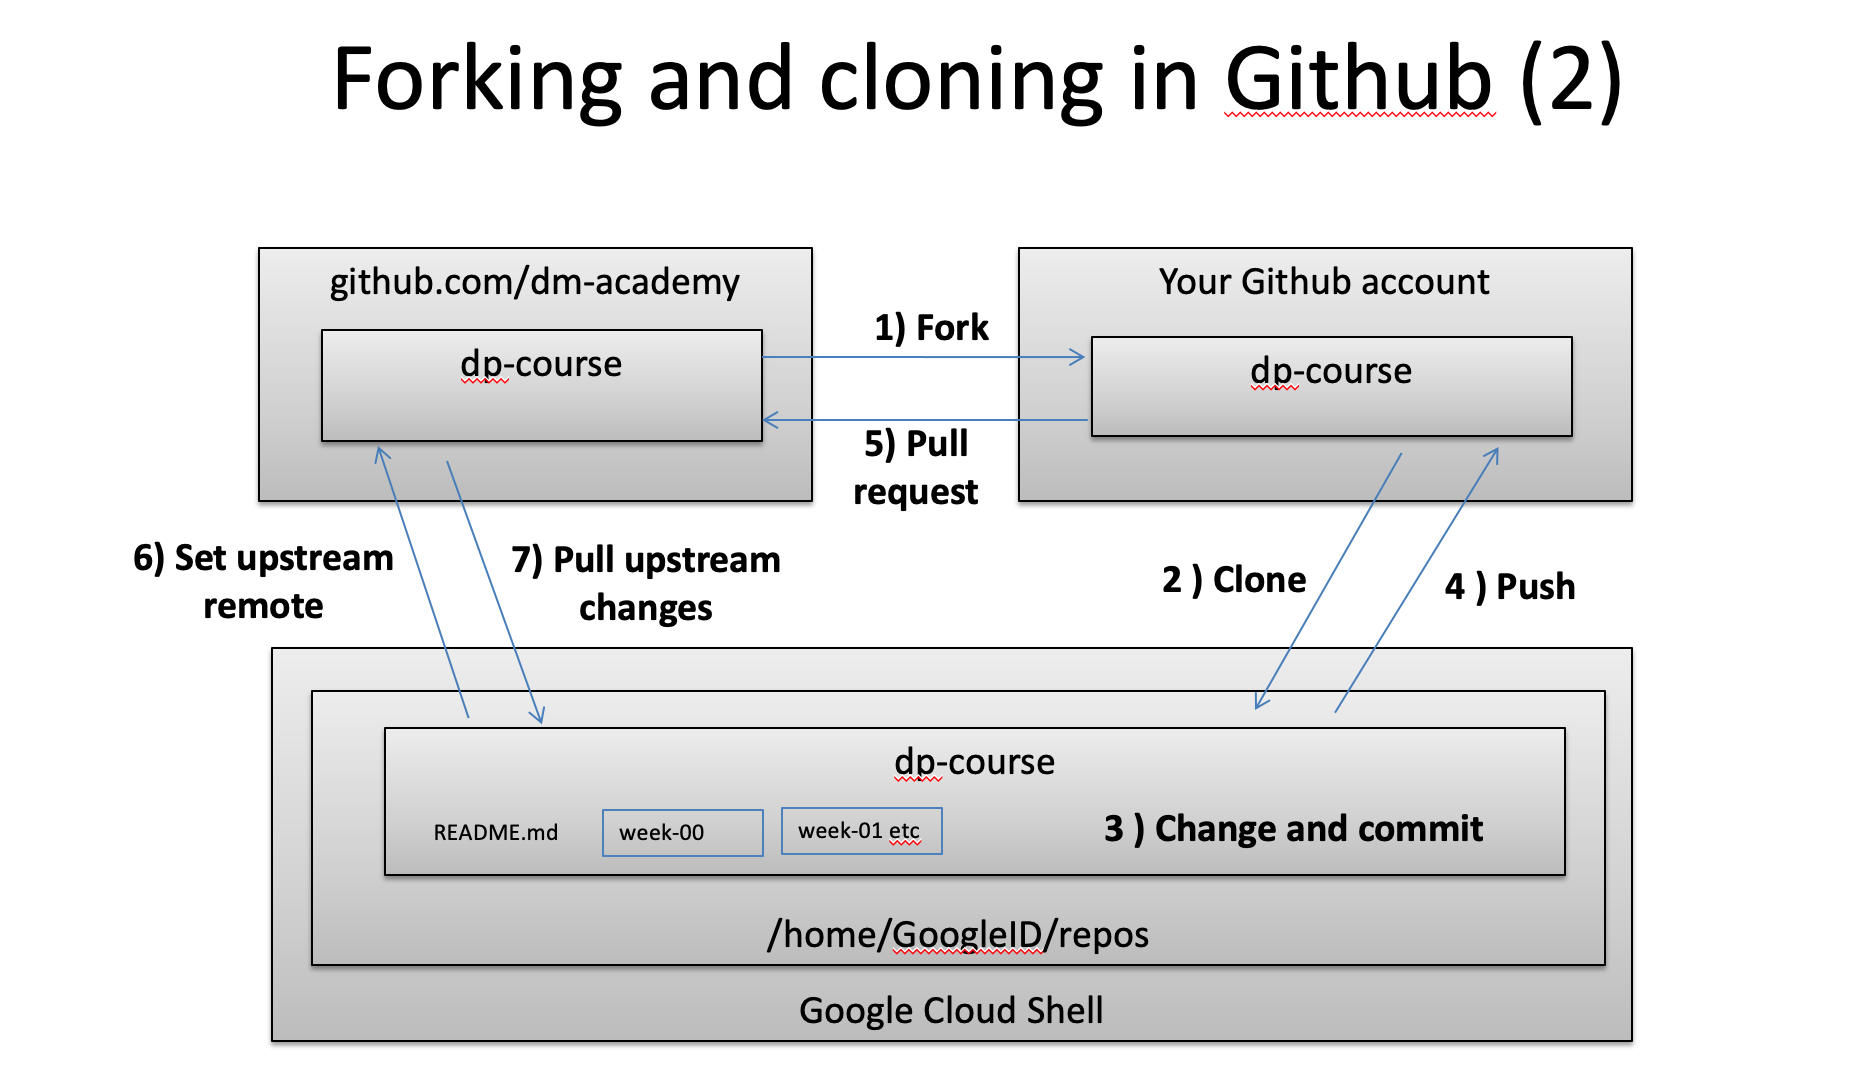 Forking and cloning in Github (2)
github.com/dm-academy
dp-course
1) Fork
5) Pull
request
Your Github account
dp-course
6) Set upstream
remote
7) Pull upstream
changes
2 ) Clone
4 ) Push
dp-course
README.md
week-00
week-01 etc
3 ) Change and commit
/home/GoogleID/repos
Google Cloud Shell